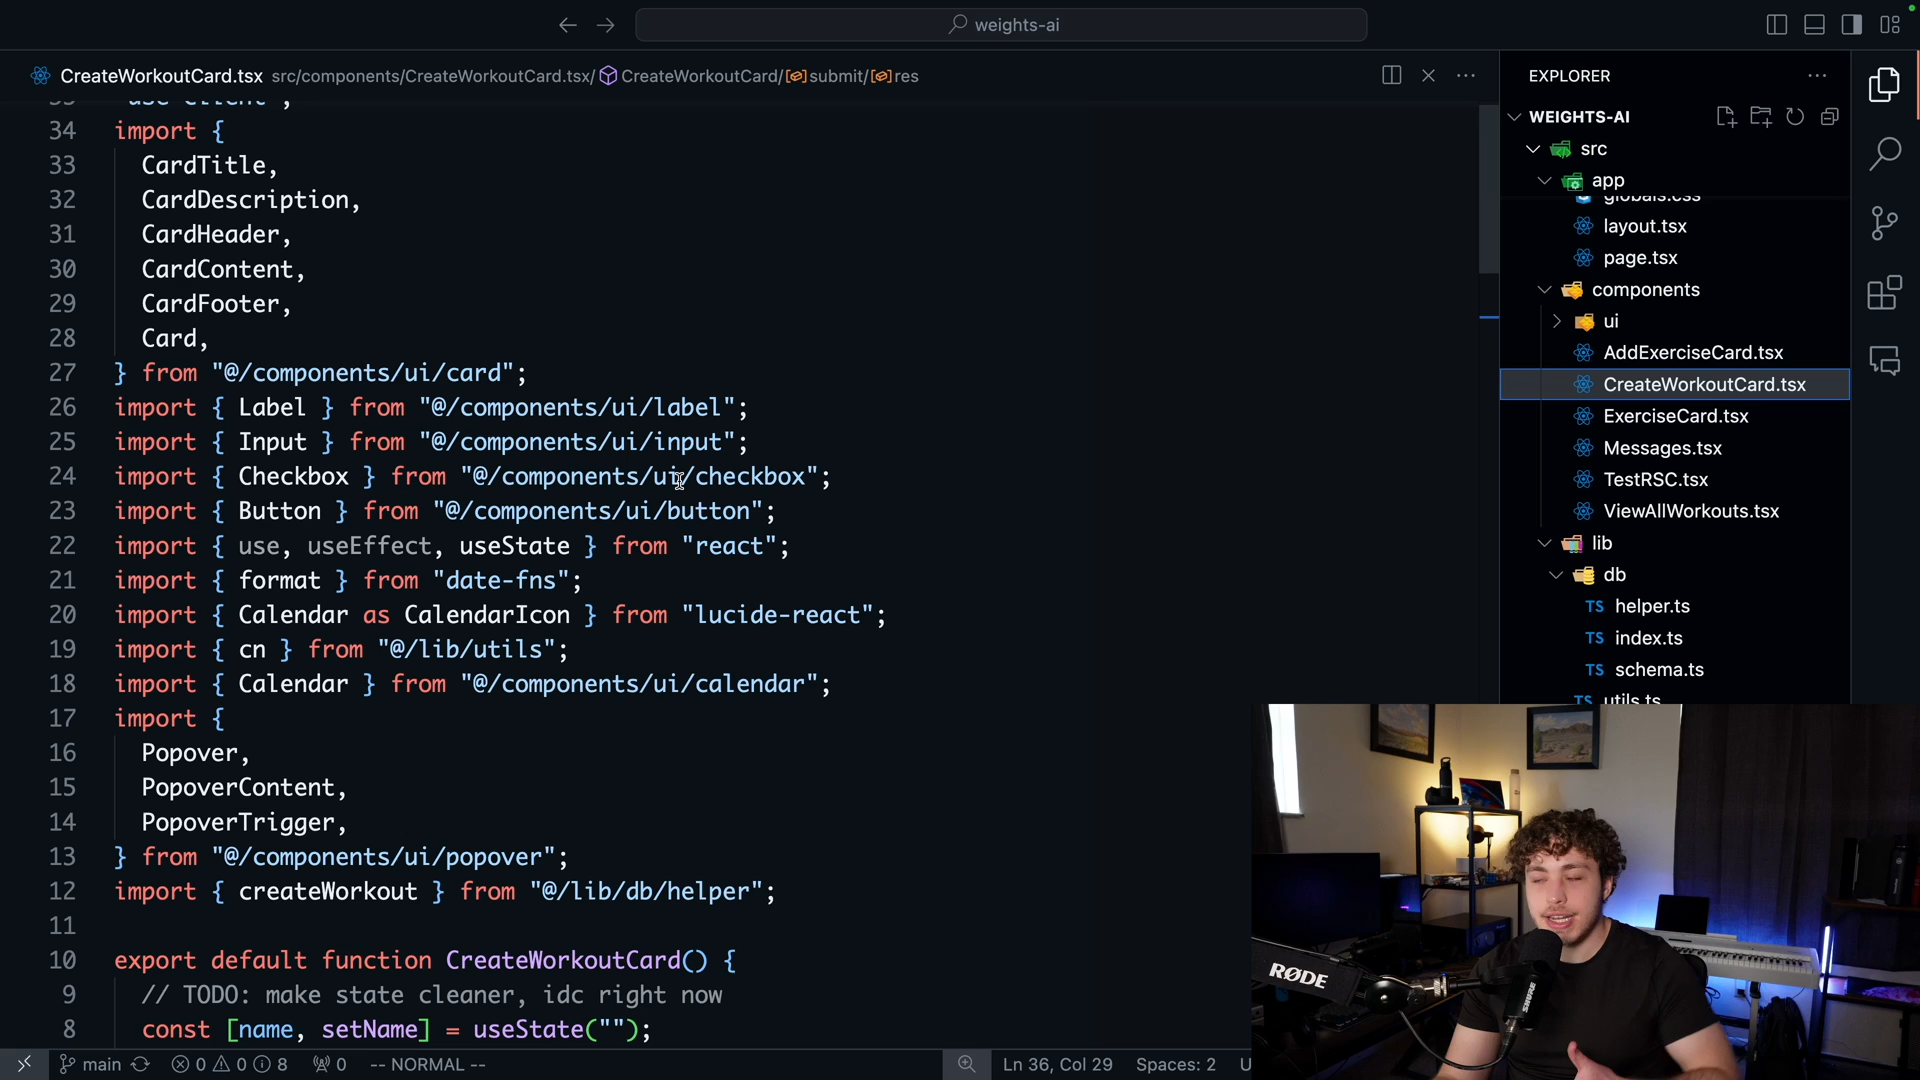 weights-ai
CreateWorkoutCard.tsx src/components/CreateWorkoutCard.tsx/ CreateWorkoutCard/ submit/ res
34 import {
33 CardTitle,
32 CardDescription,
31 CardHeader,
30 CardContent,
29 CardFooter,
28 Card,
27 } from "@/components/ui/card";
26 import { Label } from "@/components/ui/label";
25 import { Input } from "@/components/ui/input";
24 import { Checkbox } from "@/components/ui/checkbox";
23 import { Button } from "@/components/ui/button";
22 import { use, useEffect, useState } from "react";
21 import { format } from "date-fns";
20 import { Calendar as CalendarIcon } from "lucide-react";
19 import { cn } from "@/lib/utils";
18 import { Calendar } from "@/components/ui/calendar";
17 import {
16 Popover,
15 PopoverContent,
14 PopoverTrigger,
13 } from "@/components/ui/popover";
12 import { createWorkout } from "@/lib/db/helper";
11
10 export default function CreateWorkoutCard() {
9 // TODO: make state cleaner, idc right now
8 const [name, setName] = useState("");
main 0 0 8 0 -- NORMAL -- Ln 36, Col 29 Spaces: 2 U
EXPLORER
WEIGHTS-AI
src
app
globals.css
layout.tsx
page.tsx
components
ui
AddExerciseCard.tsx
CreateWorkoutCard.tsx
ExerciseCard.tsx
Messages.tsx
TestRSC.tsx
ViewAllWorkouts.tsx
lib
db
TS helper.ts
TS index.ts
TS schema.ts
TS utils.ts
RØDE
SHURE